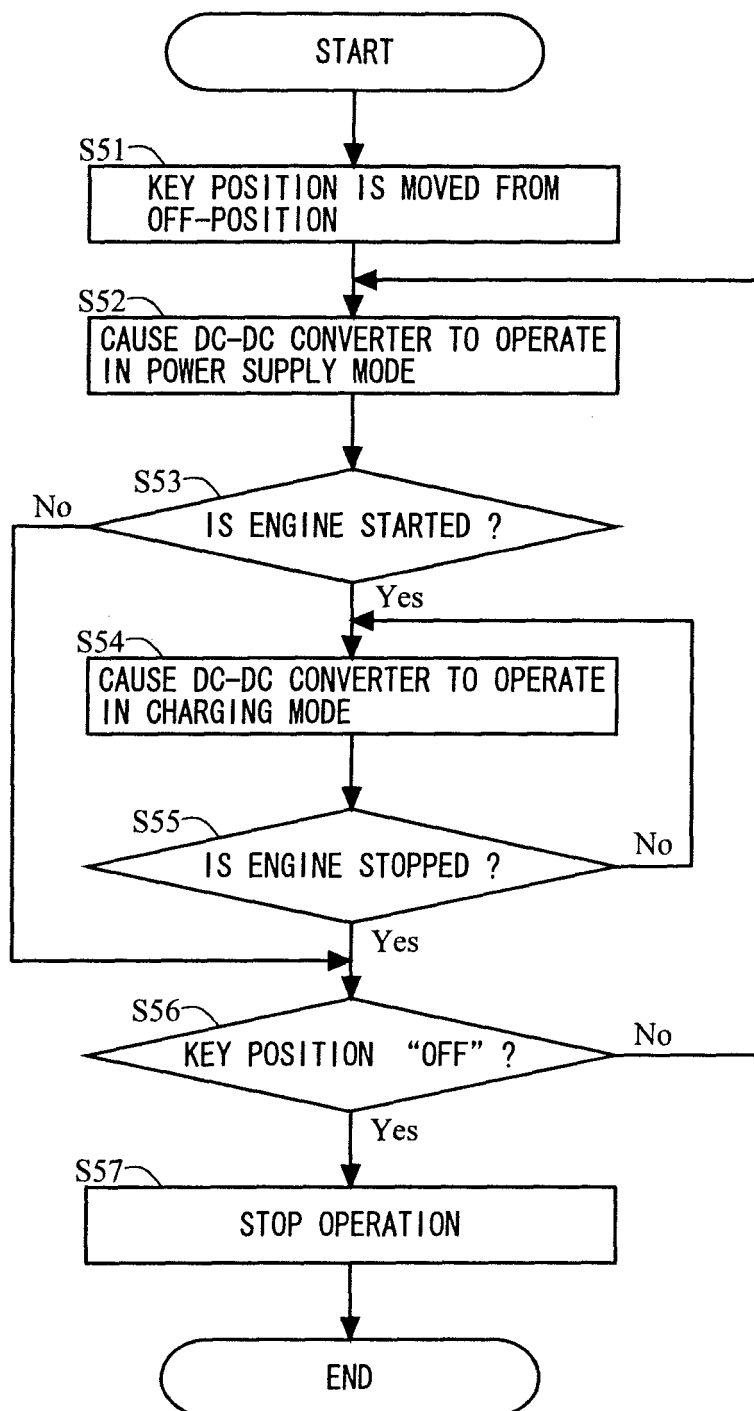 START
S51
KEY POSITION IS MOVED FROM
OFF-POSITION
S52
CAUSE DC-DC CONVERTER TO OPERATE
IN POWER SUPPLY MODE
S53
No
IS ENGINE STARTED ?
Yes
S54
CAUSE DC-DC CONVERTER TO OPERATE
IN CHARGING MODE
S55
IS ENGINE STOPPED ?
No
Yes
S56
KEY POSITION “OFF” ?
No
Yes
S57
STOP OPERATION
END